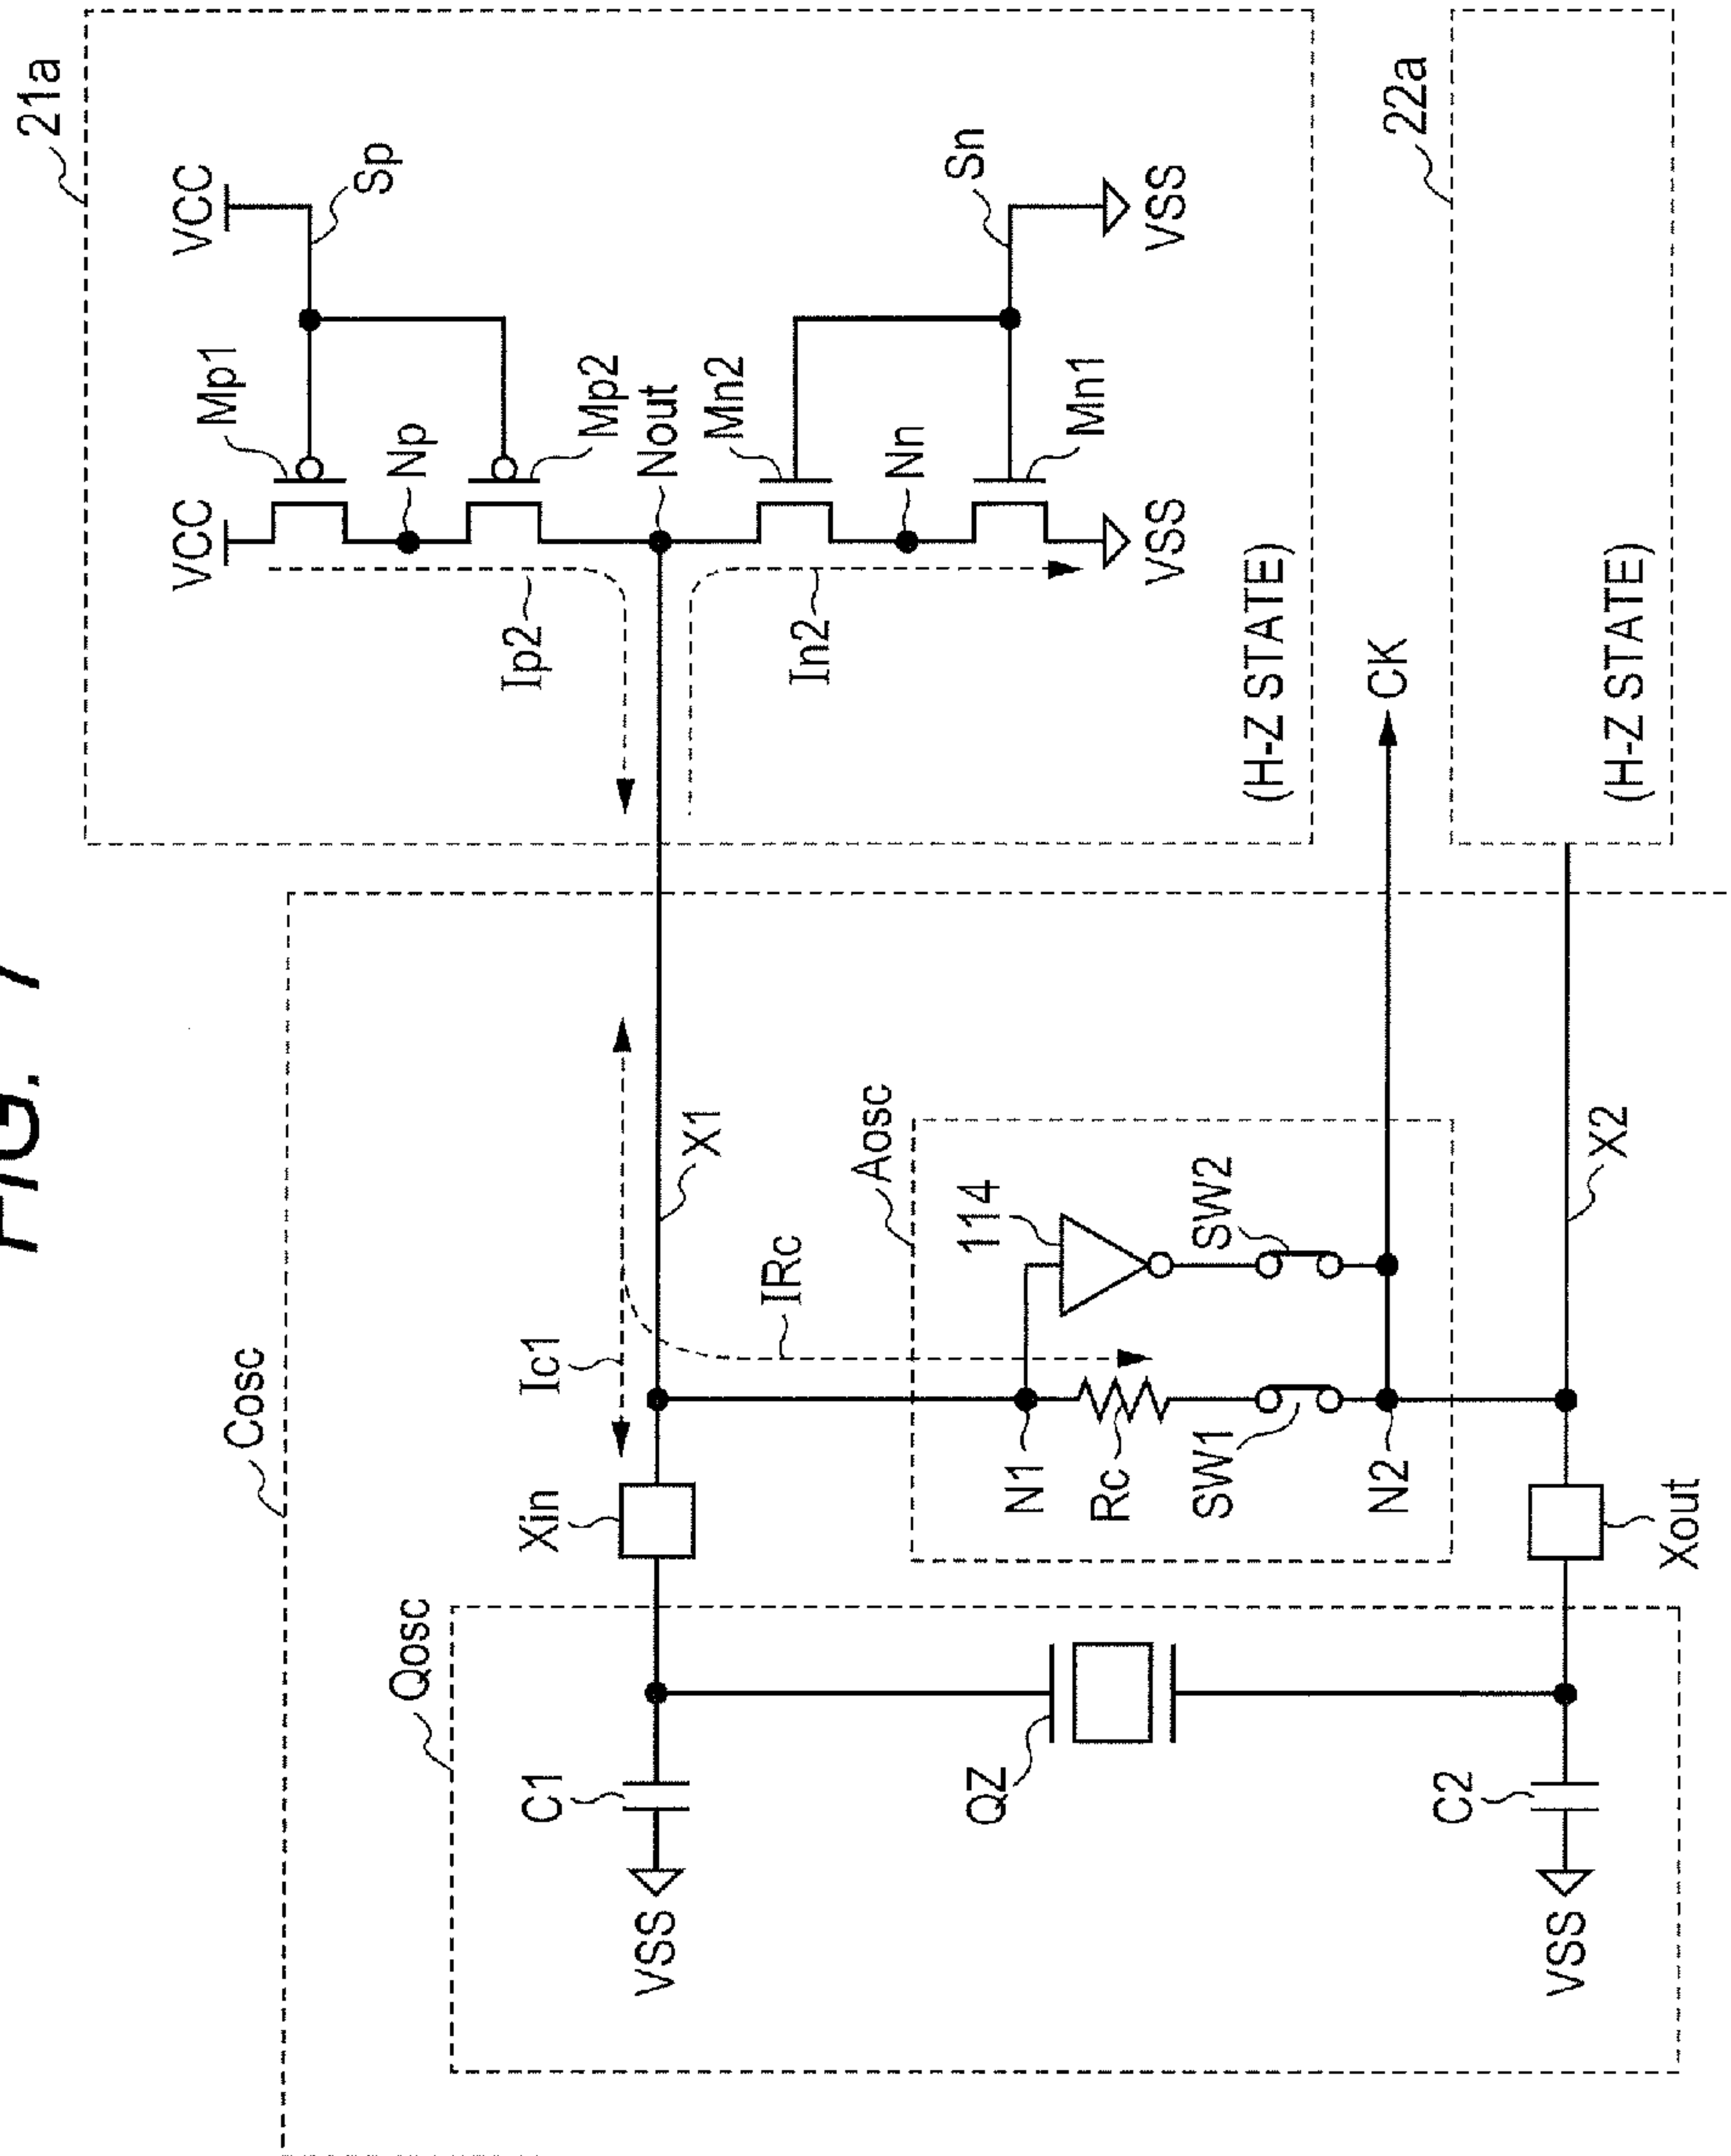 FIG. 7
21a
VCC
VCC
Sp
Mp1
Np
Mp2
Nout
Ip2
In2
Mn2
Nn
Mn1
Sn
VSS
VSS
(H-Z STATE)
22a
(H-Z STATE)
CK
Cosc
Ic1
IRc
X1
Xin
Aosc
114
N1
Rc
SW1
SW2
N2
X2
Xout
Qosc
C1
VSS
QZ
C2
VSS